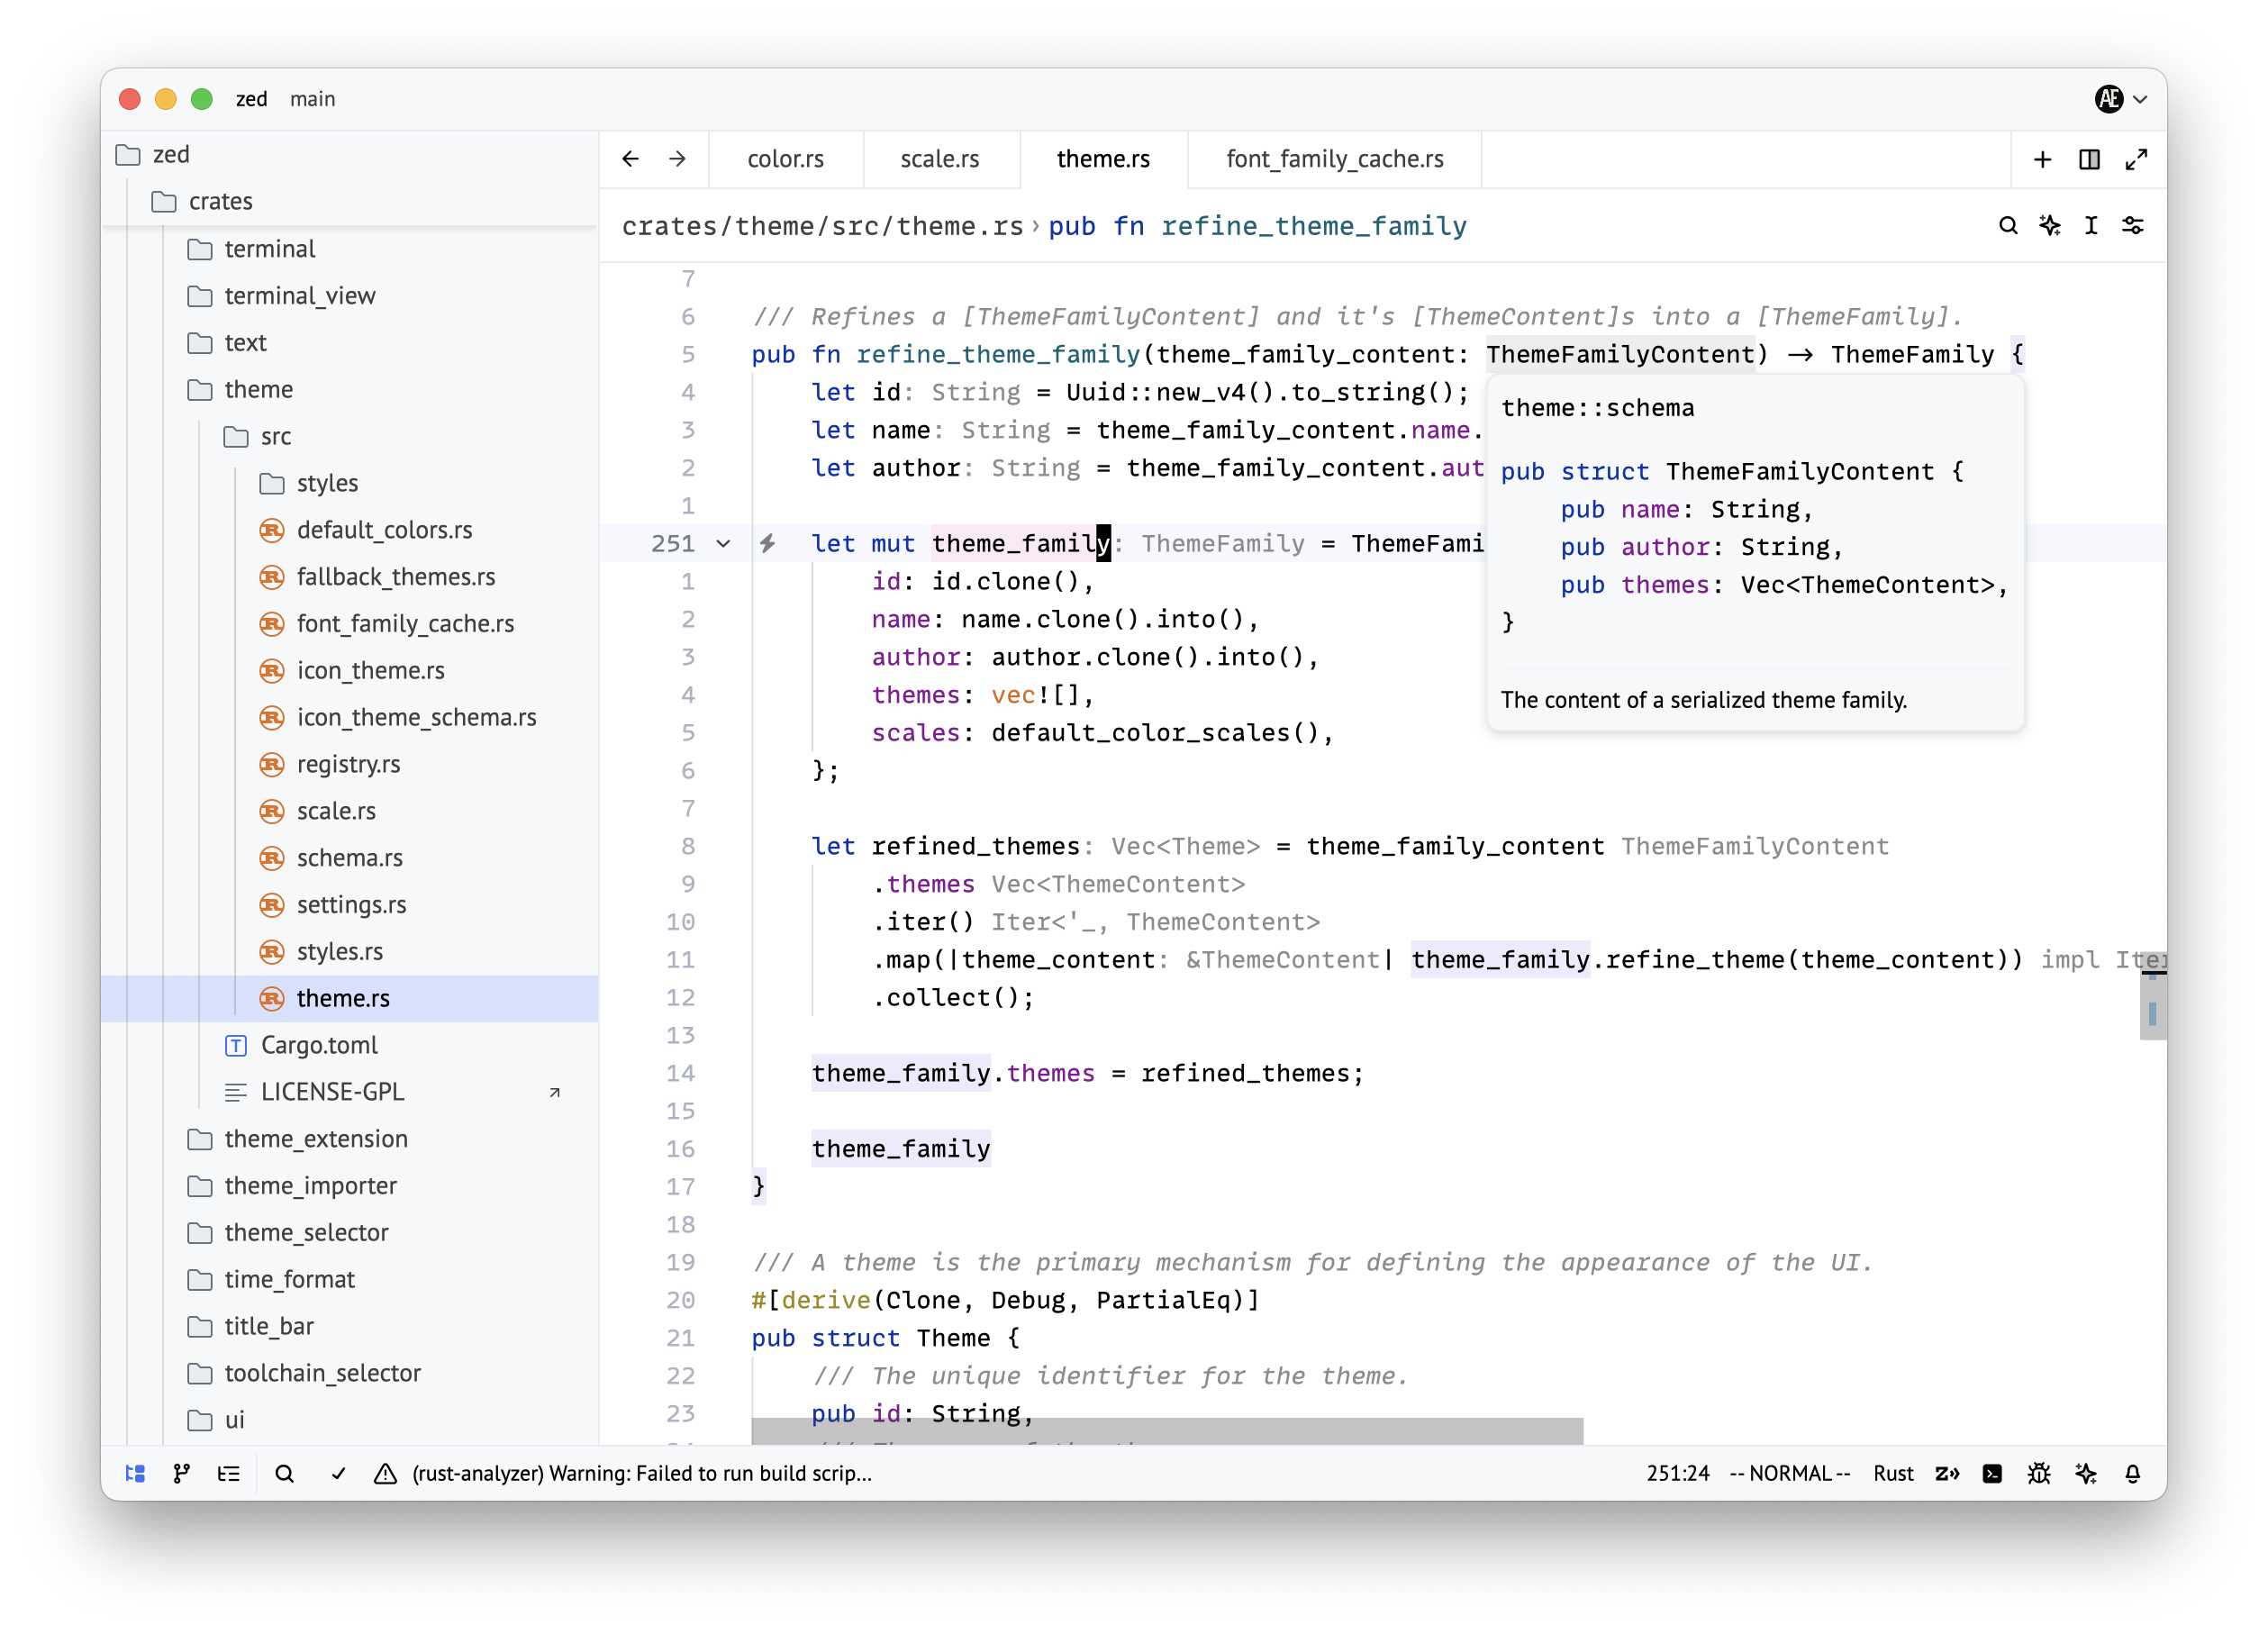 zed main
AE
zed
crates
terminal
terminal_view
text
theme
src
styles
default_colors.rs
fallback_themes.rs
font_family_cache.rs
icon_theme.rs
icon_theme_schema.rs
registry.rs
scale.rs
schema.rs
settings.rs
styles.rs
theme.rs
Cargo.toml
LICENSE-GPL
theme_extension
theme_importer
theme_selector
time_format
title_bar
toolchain_selector
ui
color.rs scale.rs theme.rs font_family_cache.rs
crates/theme/src/theme.rs › pub fn refine_theme_family
7
6 /// Refines a [ThemeFamilyContent] and it's [ThemeContent]s into a [ThemeFamily].
5 pub fn refine_theme_family(theme_family_content: ThemeFamilyContent) → ThemeFamily {
4 let id: String = Uuid::new_v4().to_string();
3 let name: String = theme_family_content.name.
2 let author: String = theme_family_content.aut
1
251 let mut theme_family: ThemeFamily = ThemeFami
1 id: id.clone(),
2 name: name.clone().into(),
3 author: author.clone().into(),
4 themes: vec![],
5 scales: default_color_scales(),
6 };
7
8 let refined_themes: Vec<Theme> = theme_family_content ThemeFamilyContent
9 .themes Vec<ThemeContent>
10 .iter() Iter<'_, ThemeContent>
11 .map(|theme_content: &ThemeContent| theme_family.refine_theme(theme_content)) impl Iter
12 .collect();
13
14 theme_family.themes = refined_themes;
15
16 theme_family
17 }
18
19 /// A theme is the primary mechanism for defining the appearance of the UI.
20 #[derive(Clone, Debug, PartialEq)]
21 pub struct Theme {
22 /// The unique identifier for the theme.
23 pub id: String,
theme::schema
pub struct ThemeFamilyContent {
pub name: String,
pub author: String,
pub themes: Vec<ThemeContent>,
}
The content of a serialized theme family.
(rust-analyzer) Warning: Failed to run build scrip...
251:24 -- NORMAL -- Rust